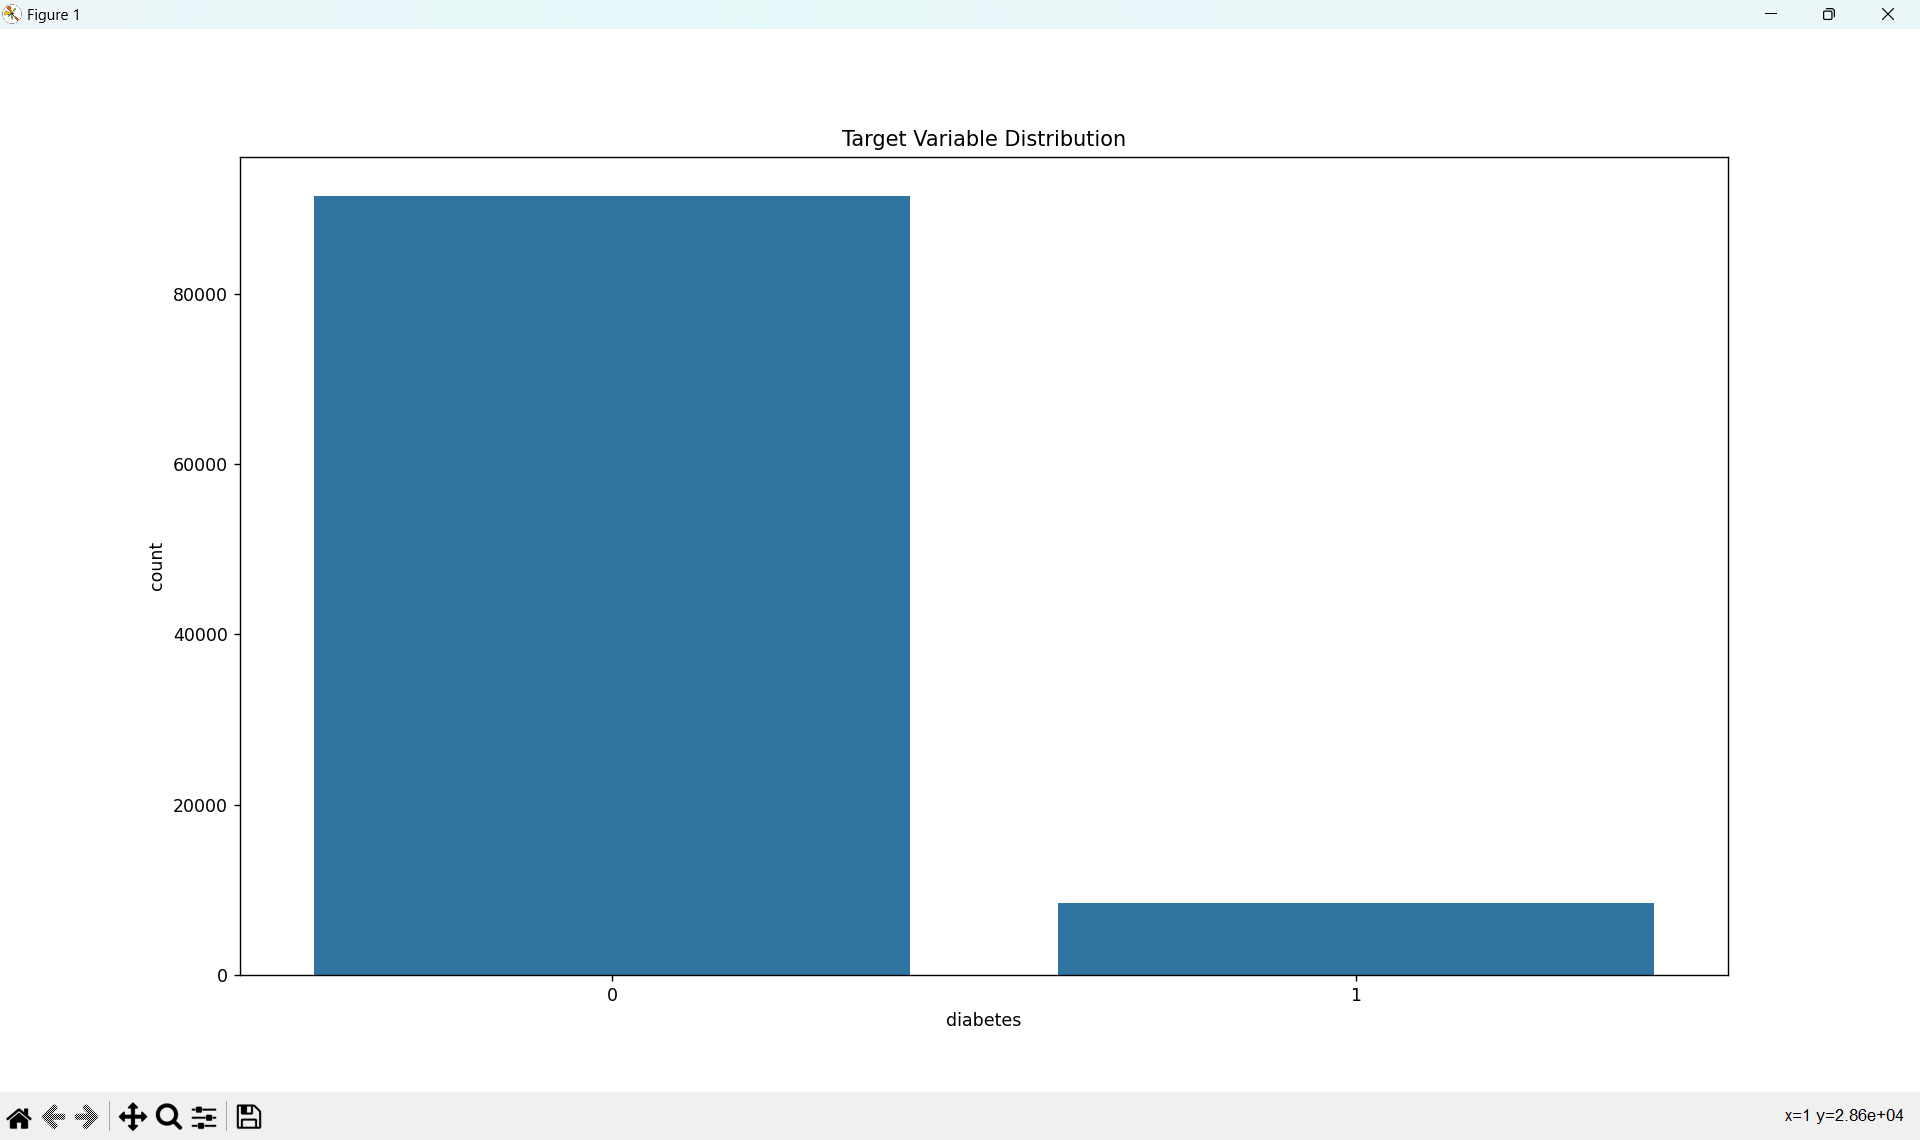 Figure 1
Target Variable Distribution
80000
60000
40000
20000
0
count
0 1
diabetes
x=1 y=2.86e+04